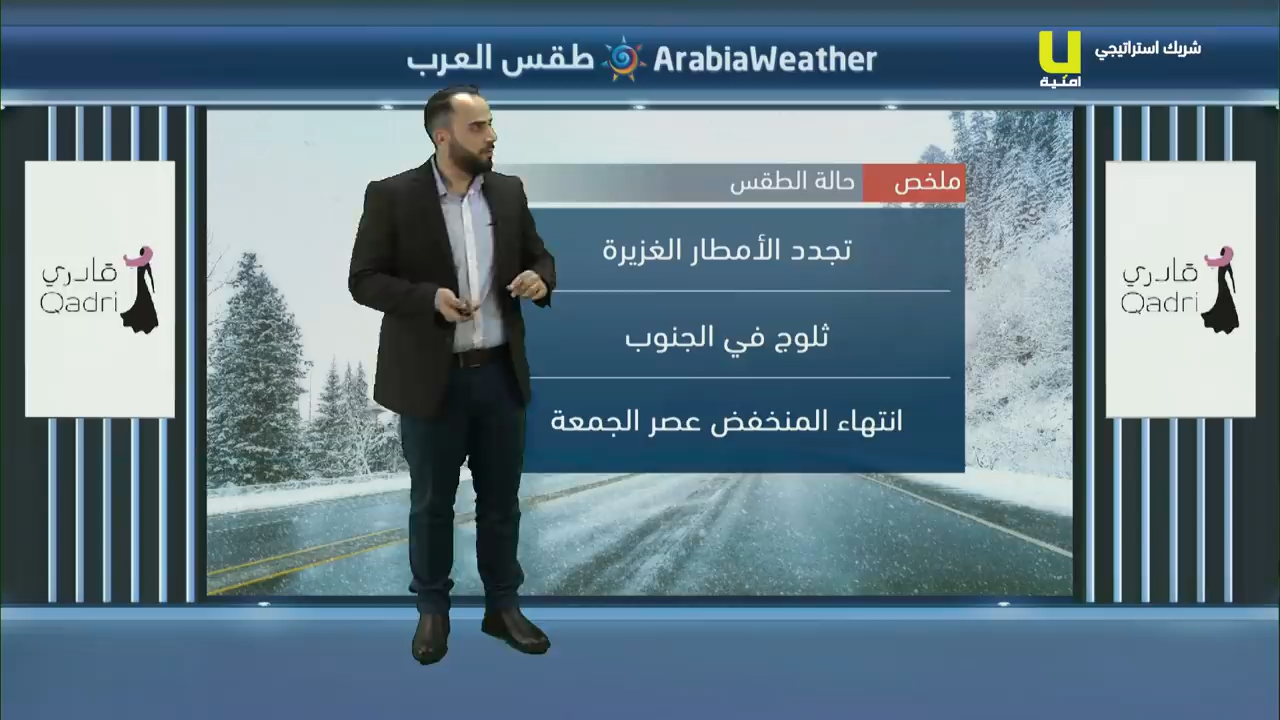 طقس العرب ArabiaWeather
شريك استراتيجي
امنية
ملخص حالة الطقس
تجدد الأمطار الغزيرة
ثلوج في الجنوب
انتهاء المنخفض عصر الجمعة
قادري
Qadri
قادري
Qadri